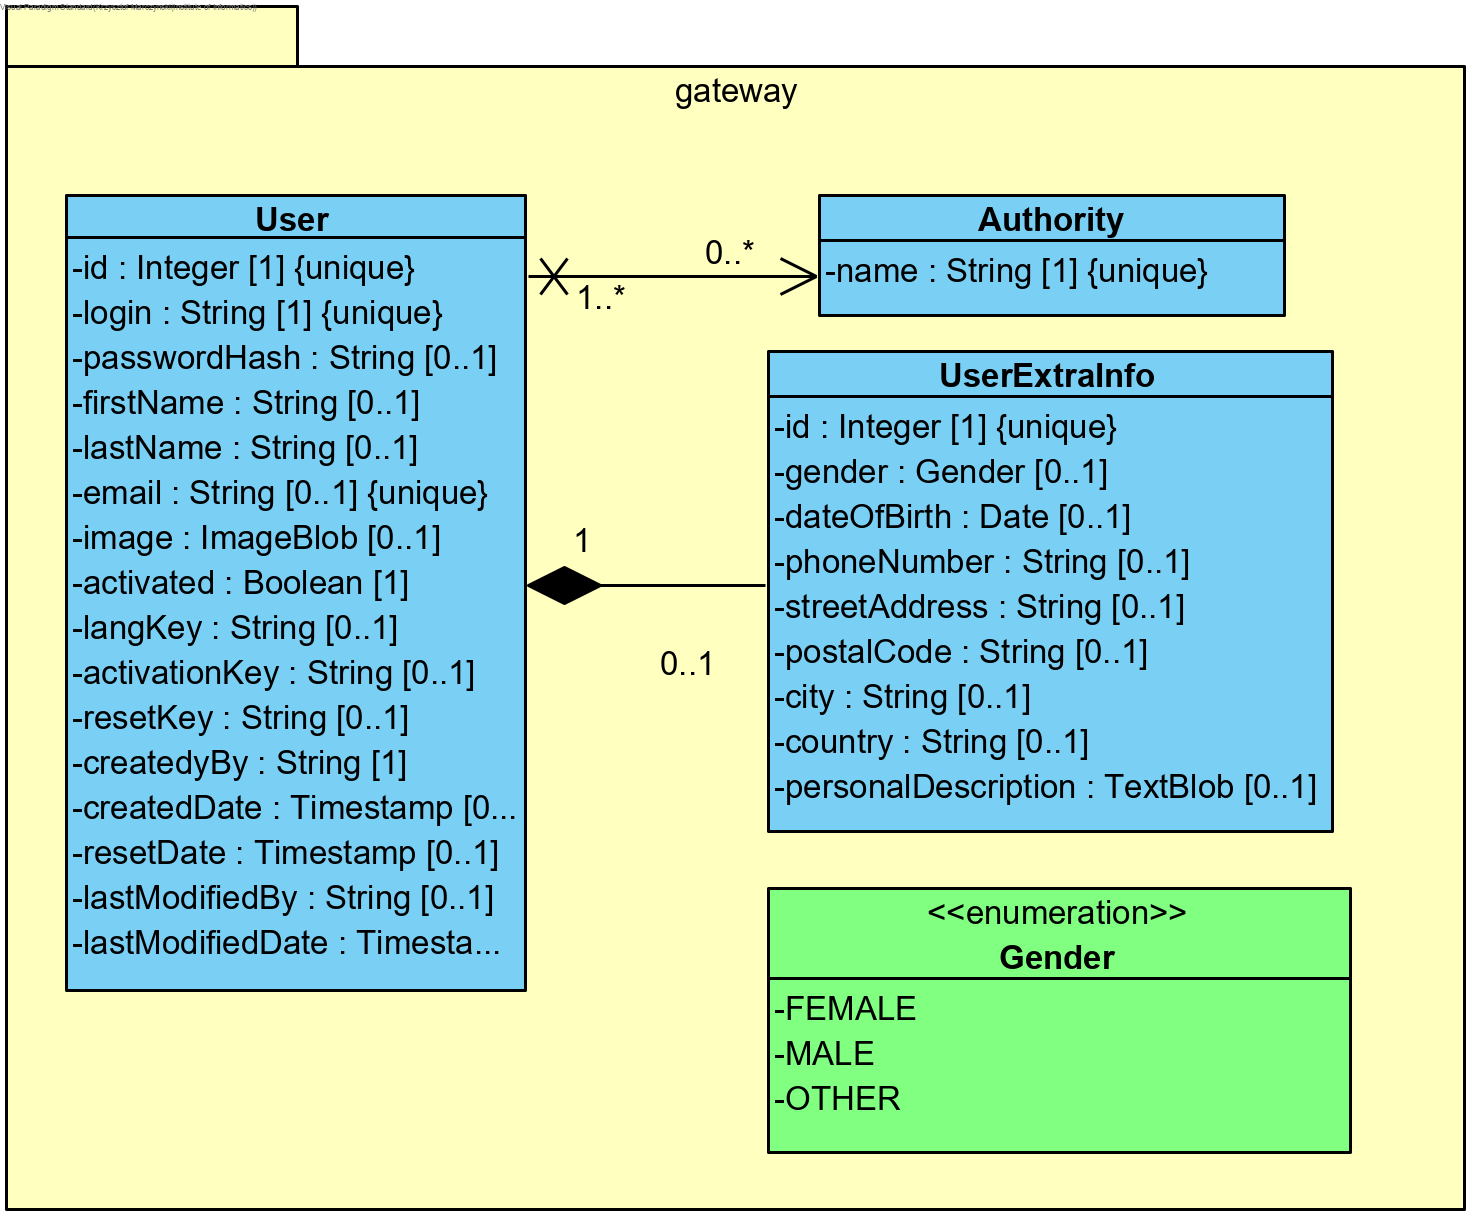 gateway
User
-id : Integer [1] {unique}
-login : String [1] {unique}
-passwordHash : String [0..1]
-firstName : String [0..1]
-lastName : String [0..1]
-email : String [0..1] {unique}
-image : ImageBlob [0..1]
-activated : Boolean [1]
-langKey : String [0..1]
-activationKey : String [0..1]
-resetKey : String [0..1]
-createdyBy : String [1]
-createdDate : Timestamp [0...
-resetDate : Timestamp [0..1]
-lastModifiedBy : String [0..1]
-lastModifiedDate : Timesta...
0..*
1..*
Authority
-name : String [1] {unique}
1
0..1
UserExtraInfo
-id : Integer [1] {unique}
-gender : Gender [0..1]
-dateOfBirth : Date [0..1]
-phoneNumber : String [0..1]
-streetAddress : String [0..1]
-postalCode : String [0..1]
-city : String [0..1]
-country : String [0..1]
-personalDescription : TextBlob [0..1]
<<enumeration>>
Gender
-FEMALE
-MALE
-OTHER